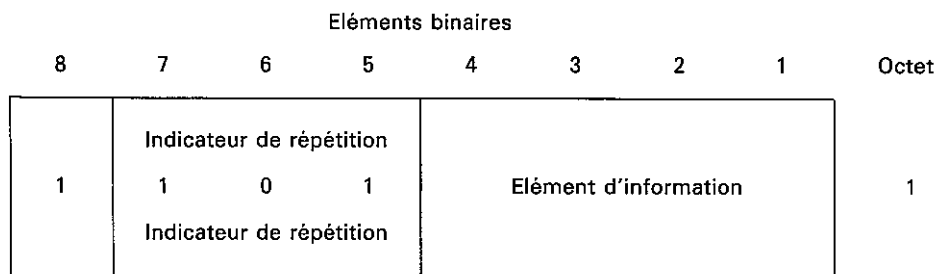 Eléments binaires
8 7 6 5 4 3 2 1 Octet
Indicateur de répétition
1 1 0 1 Elément d'information 1
Indicateur de répétition